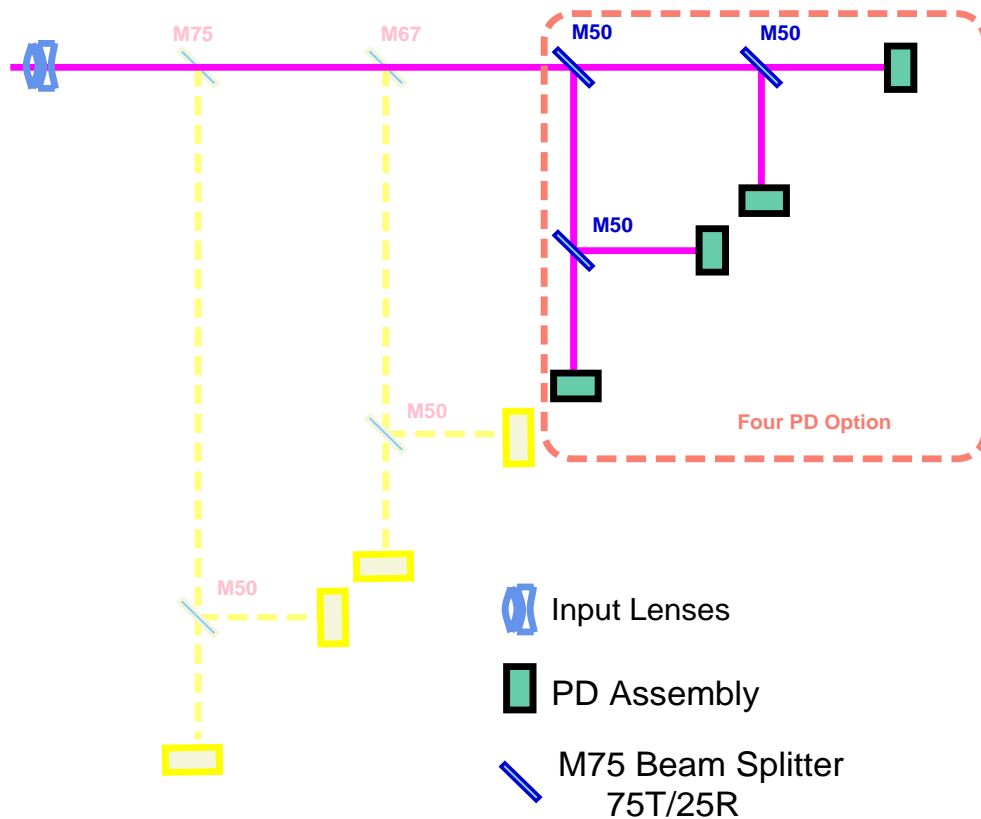 M75
M67
M50
M50
M50
M50
Four PD Option
M50
Input Lenses
PD Assembly
M75 Beam Splitter
75T/25R